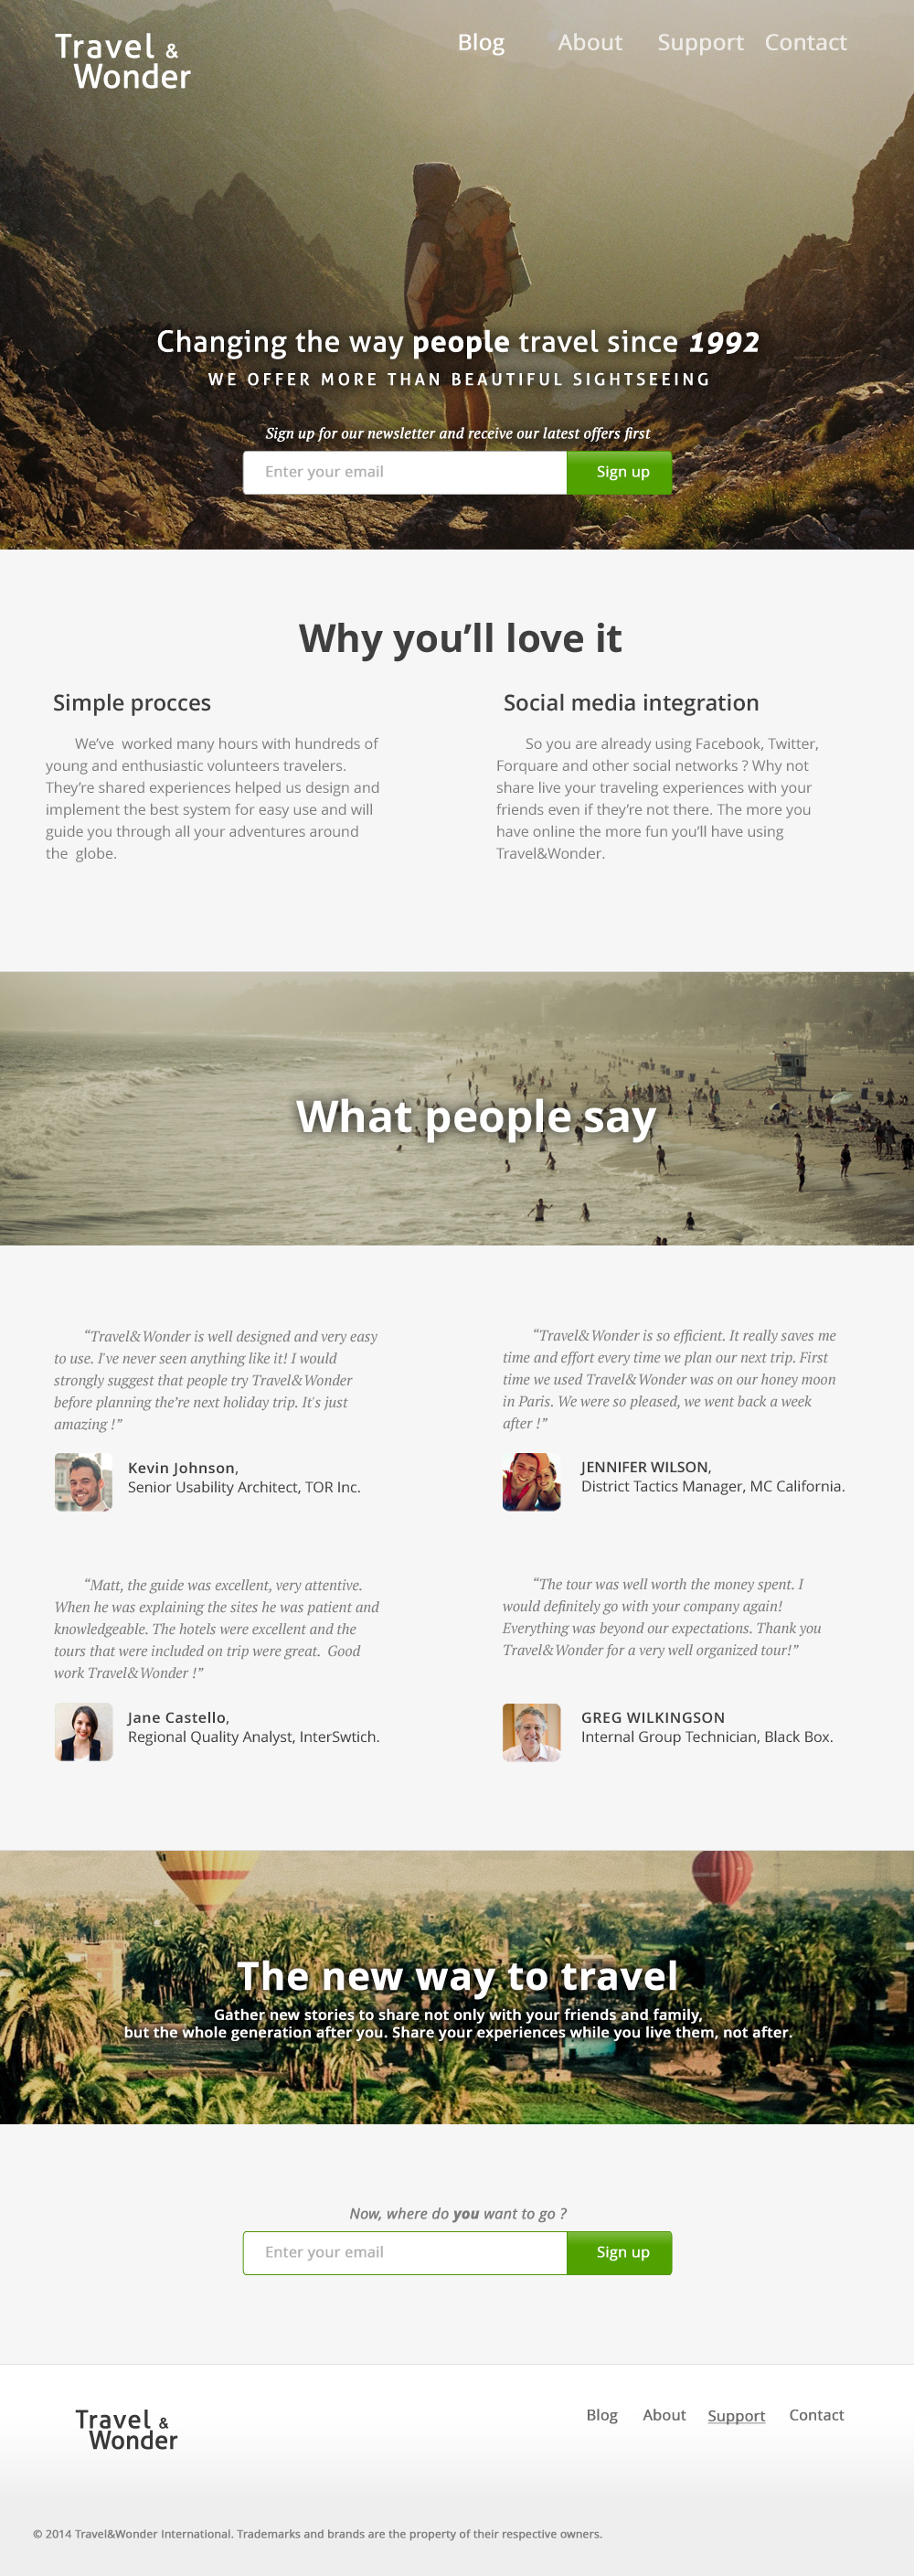 Travel &
Wonder
Blog About Support Contact
Changing the way people travel since 1992
WE OFFER MORE THAN BEAUTIFUL SIGHTSEEING
Sign up for our newsletter and receive our latest offers first
Enter your email Sign up
Why you’ll love it
Simple procces
We’ve worked many hours with hundreds of
young and enthusiastic volunteers travelers.
They’re shared experiences helped us design and
implement the best system for easy use and will
guide you through all your adventures around
the globe.
Social media integration
So you are already using Facebook, Twitter,
Forquare and other social networks ? Why not
share live your traveling experiences with your
friends even if they’re not there. The more you
have online the more fun you’ll have using
Travel&Wonder.
What people say
“Travel&Wonder is well designed and very easy
to use. I've never seen anything like it! I would
strongly suggest that people try Travel&Wonder
before planning the’re next holiday trip. It's just
amazing !”
Kevin Johnson,
Senior Usability Architect, TOR Inc.
“Travel&Wonder is so efficient. It really saves me
time and effort every time we plan our next trip. First
time we used Travel&Wonder was on our honey moon
in Paris. We were so pleased, we went back a week
after !”
JENNIFER WILSON,
District Tactics Manager, MC California.
“Matt, the guide was excellent, very attentive.
When he was explaining the sites he was patient and
knowledgeable. The hotels were excellent and the
tours that were included on trip were great. Good
work Travel&Wonder !”
Jane Castello,
Regional Quality Analyst, InterSwtich.
“The tour was well worth the money spent. I
would definitely go with your company again!
Everything was beyond our expectations. Thank you
Travel&Wonder for a very well organized tour!”
GREG WILKINGSON
Internal Group Technician, Black Box.
The new way to travel
Gather new stories to share not only with your friends and family,
but the whole generation after you. Share your experiences while you live them, not after.
Now, where do you want to go ?
Enter your email Sign up
Travel &
Wonder
Blog About Support Contact
© 2014 Travel&Wonder International. Trademarks and brands are the property of their respective owners.